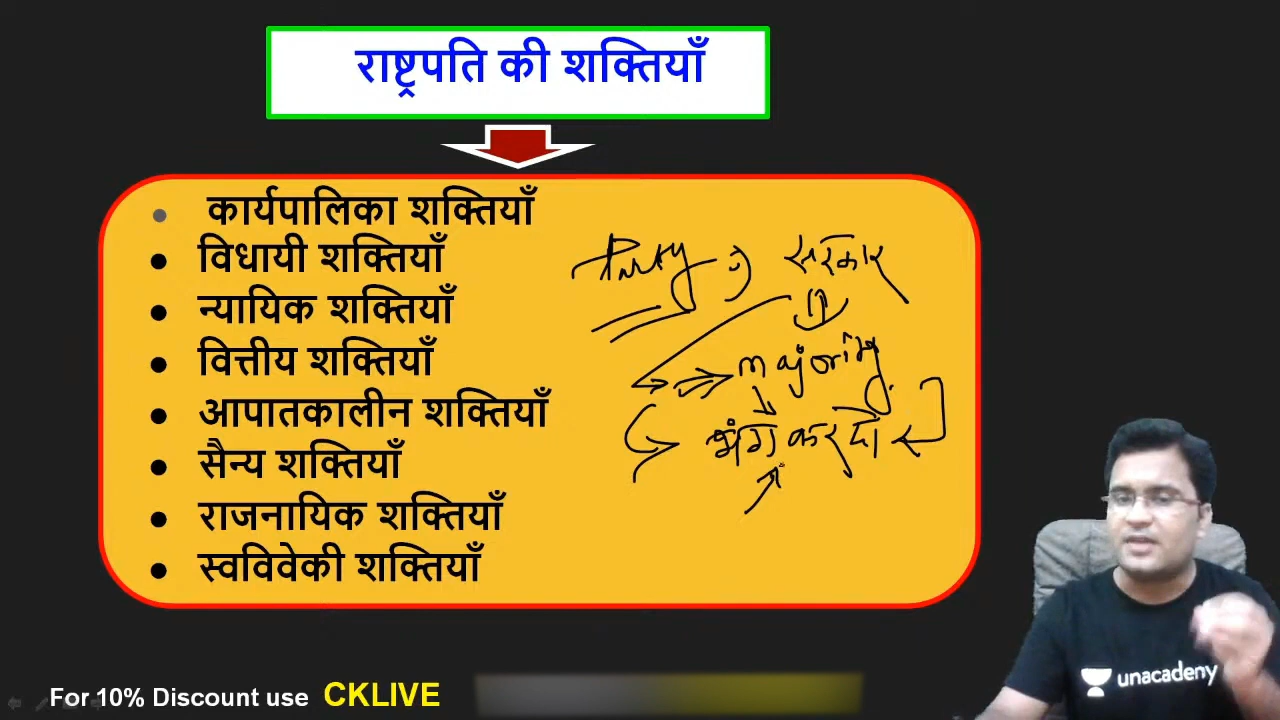 राष्ट्रपति की शक्तियाँ
कार्यपालिका शक्तियाँ
विधायी शक्तियाँ
न्यायिक शक्तियाँ
वित्तीय शक्तियाँ
आपातकालीन शक्तियाँ
सैन्य शक्तियाँ
राजनायिक शक्तियाँ
स्वविवेकी शक्तियाँ
Party सरकार
majority
भंग कर दो
unacademy
For 10% Discount use CKLIVE